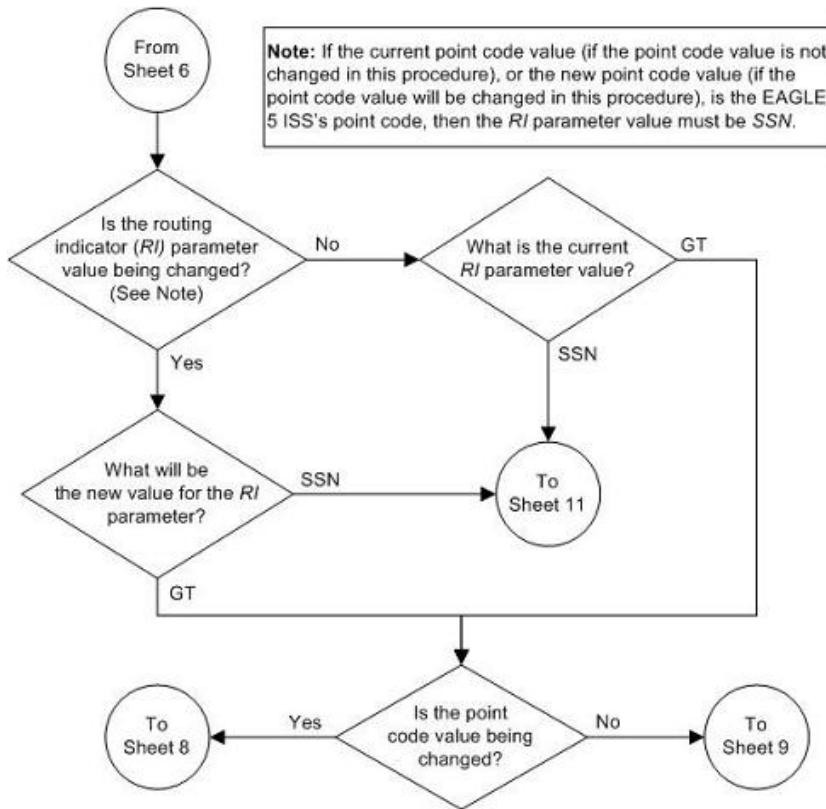 From
Sheet 6
Note: If the current point code value (if the point code value is not
changed in this procedure), or the new point code value (if the
point code value will be changed in this procedure), is the EAGLE
5 ISS's point code, then the RI parameter value must be SSN.
Is the routing
indicator (RI) parameter
value being changed?
(See Note)
No
What is the current
RI parameter value?
GT
Yes
SSN
What will be
the new value for the RI
parameter?
SSN
To
Sheet 11
GT
To
Sheet 8
Yes
Is the point
code value being
changed?
No
To
Sheet 9